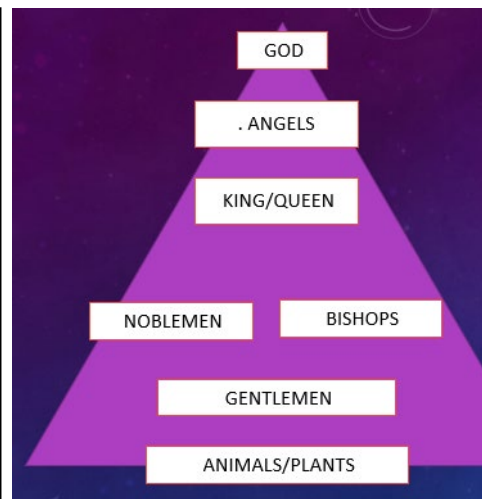 GOD
. ANGELS
KING/QUEEN
NOBLEMEN
BISHOPS
GENTLEMEN
ANIMALS/PLANTS